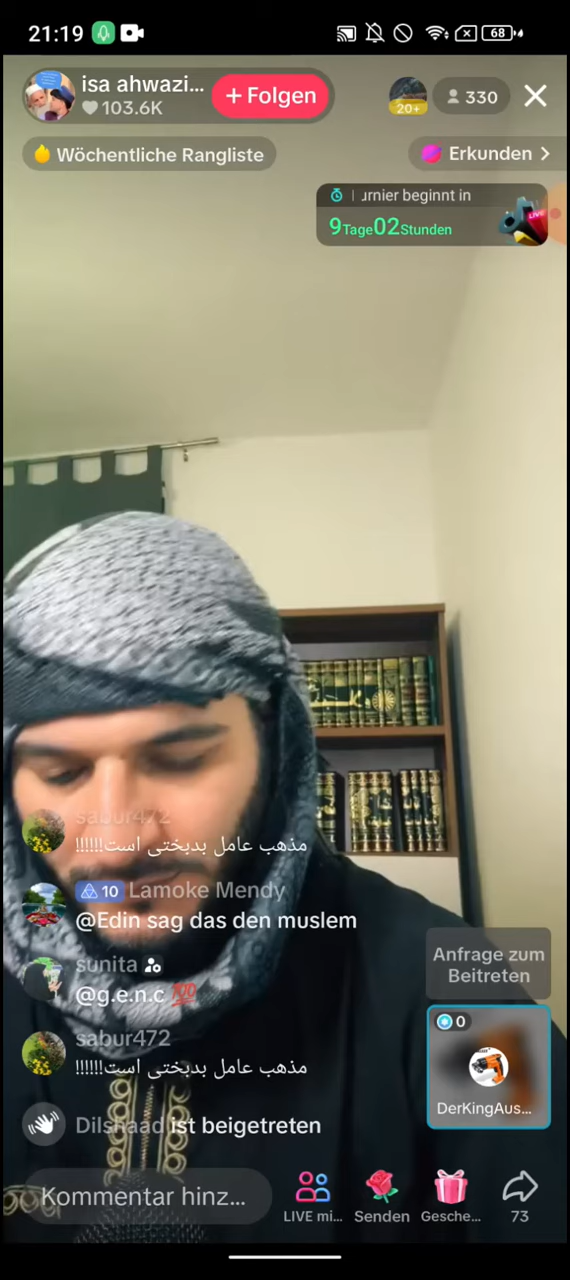 21:19
68
isa ahwazi...
103.6K
+ Folgen
20+
330
Wöchentliche Rangliste
Erkunden >
urnier beginnt in
9Tage02Stunden
LIVE
sabur472
مذهب عامل بدبختی است!!!!!!
10 Lamoke Mendy
@Edin sag das den muslem
sunita
@g.e.n.c 💯
sabur472
مذهب عامل بدبختی است!!!!!!
Dilshaad ist beigetreten
Anfrage zum
Beitreten
0
DerKingAus...
Kommentar hinz...
LIVE mi...
Senden
Gesche...
73